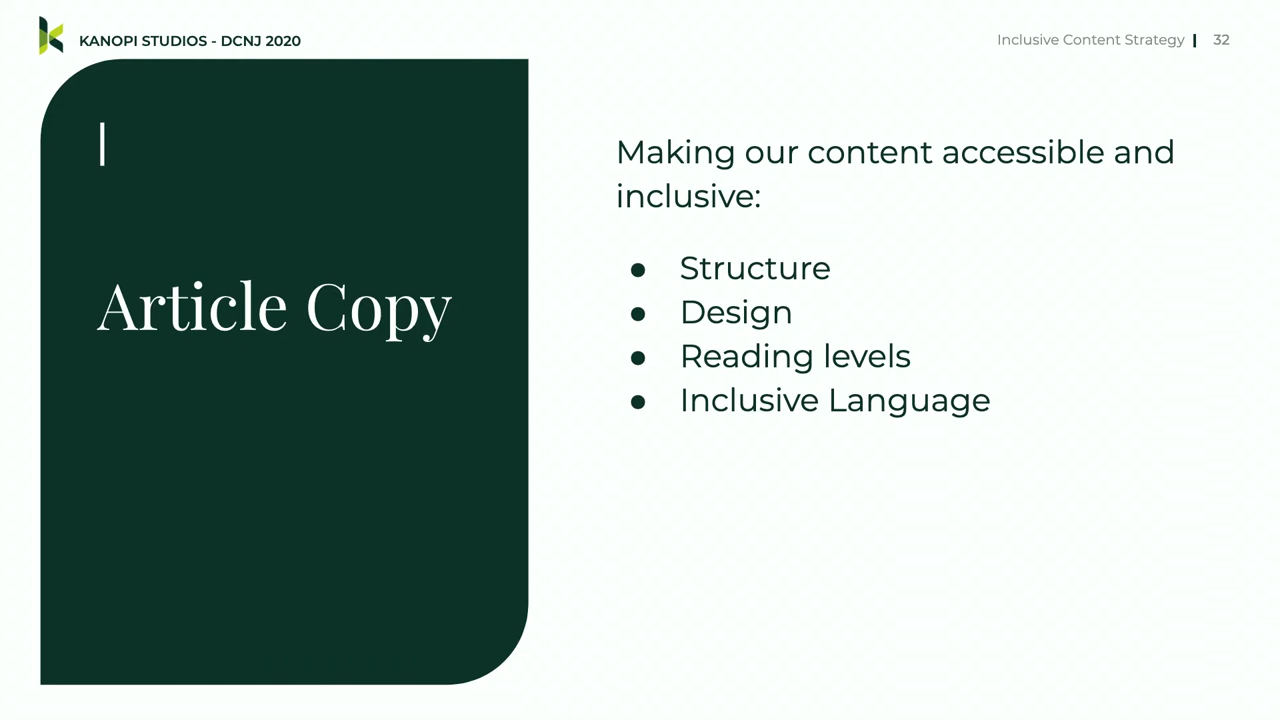 KANOPI STUDIOS - DCNJ 2020
Inclusive Content Strategy | 32
Article Copy
Making our content accessible and
inclusive:
● Structure
● Design
● Reading levels
● Inclusive Language